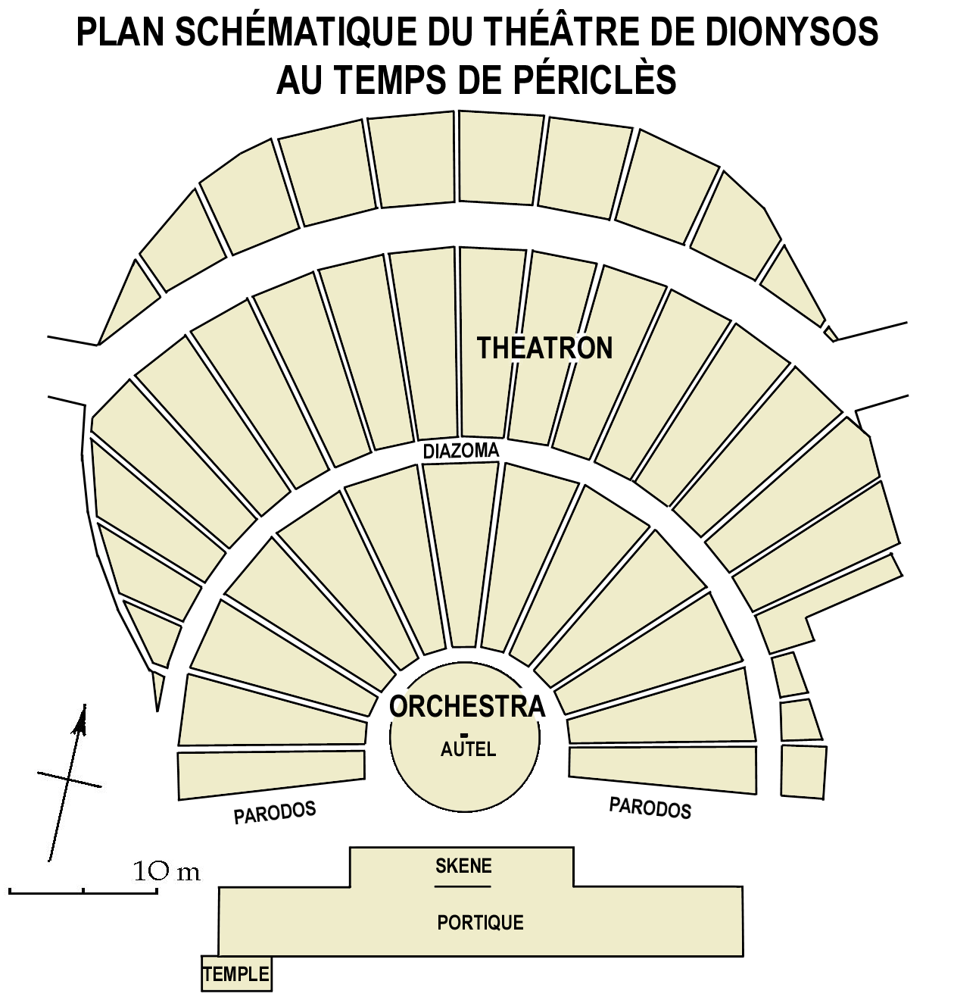 PLAN SCHÉMATIQUE DU THÉÂTRE DE DIONYSOS
AU TEMPS DE PÉRICLÈS
THEATRON
DIAZOMA
ORCHESTRA
AUTEL
PARODOS
PARODOS
SKENE
10 m
PORTIQUE
TEMPLE